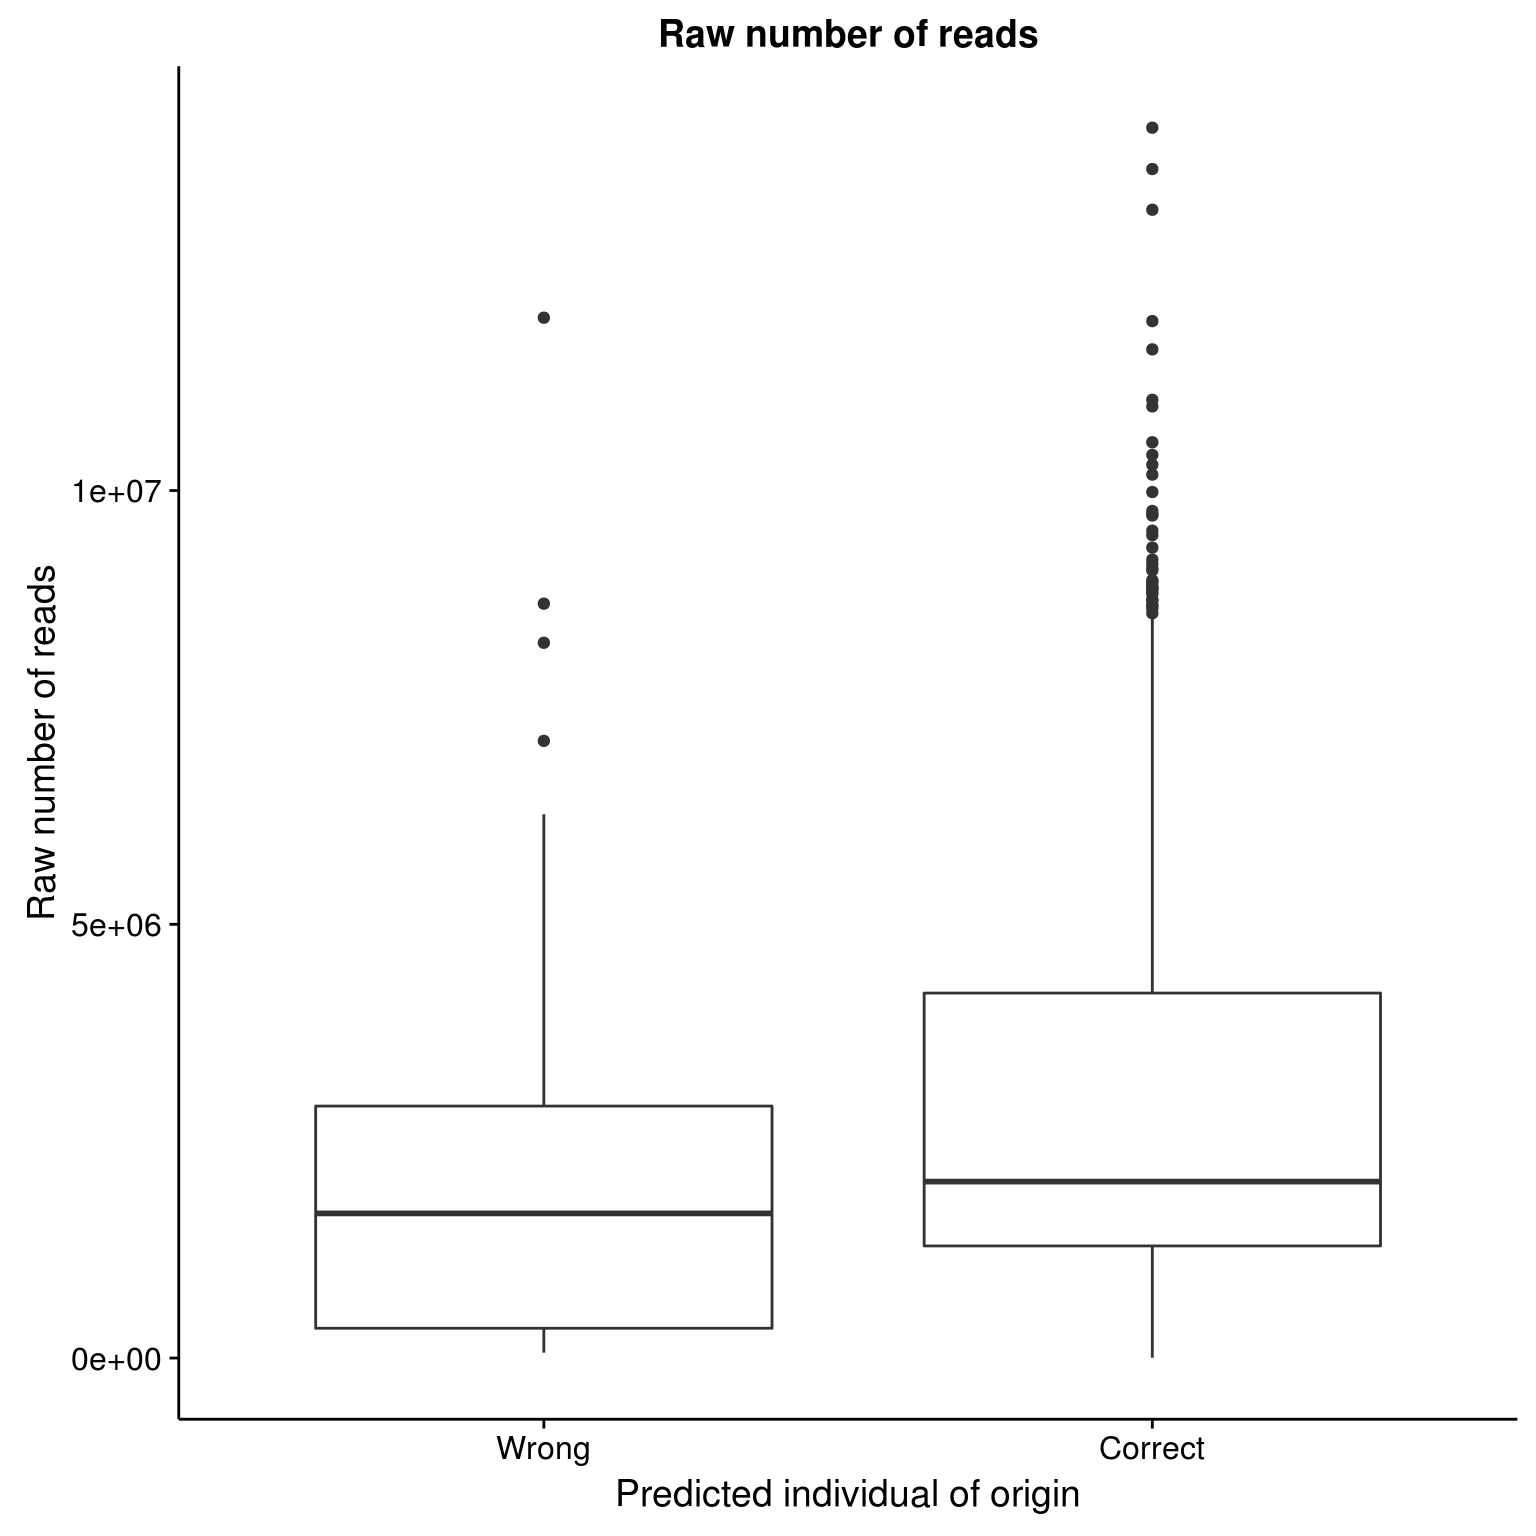 Raw number of reads
Raw number of reads
1e+07
5e+06
0e+00
Wrong
Correct
Predicted individual of origin